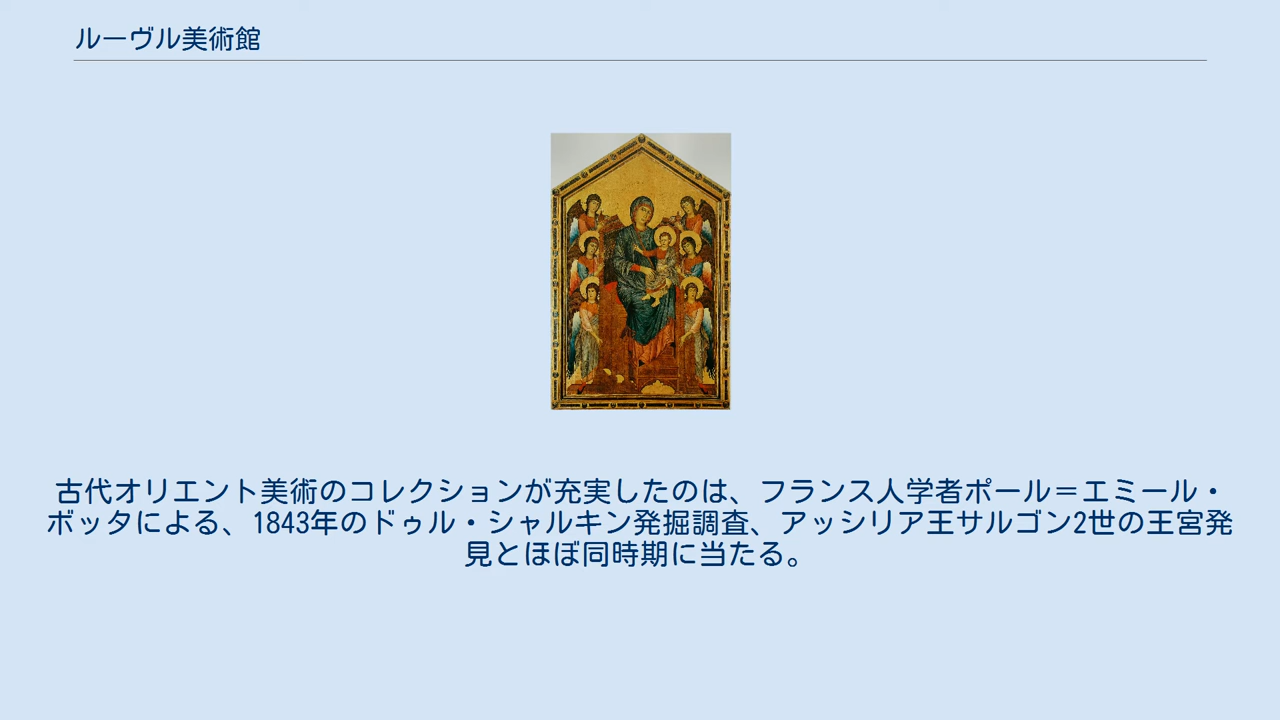 ルーヴル美術館
古代オリエント美術のコレクションが充実したのは、フランス人学者ポール＝エミール・
ボッタによる、1843年のドゥル・シャルキン発掘調査、アッシリア王サルゴン2世の王宮発
見とほぼ同時期に当たる。